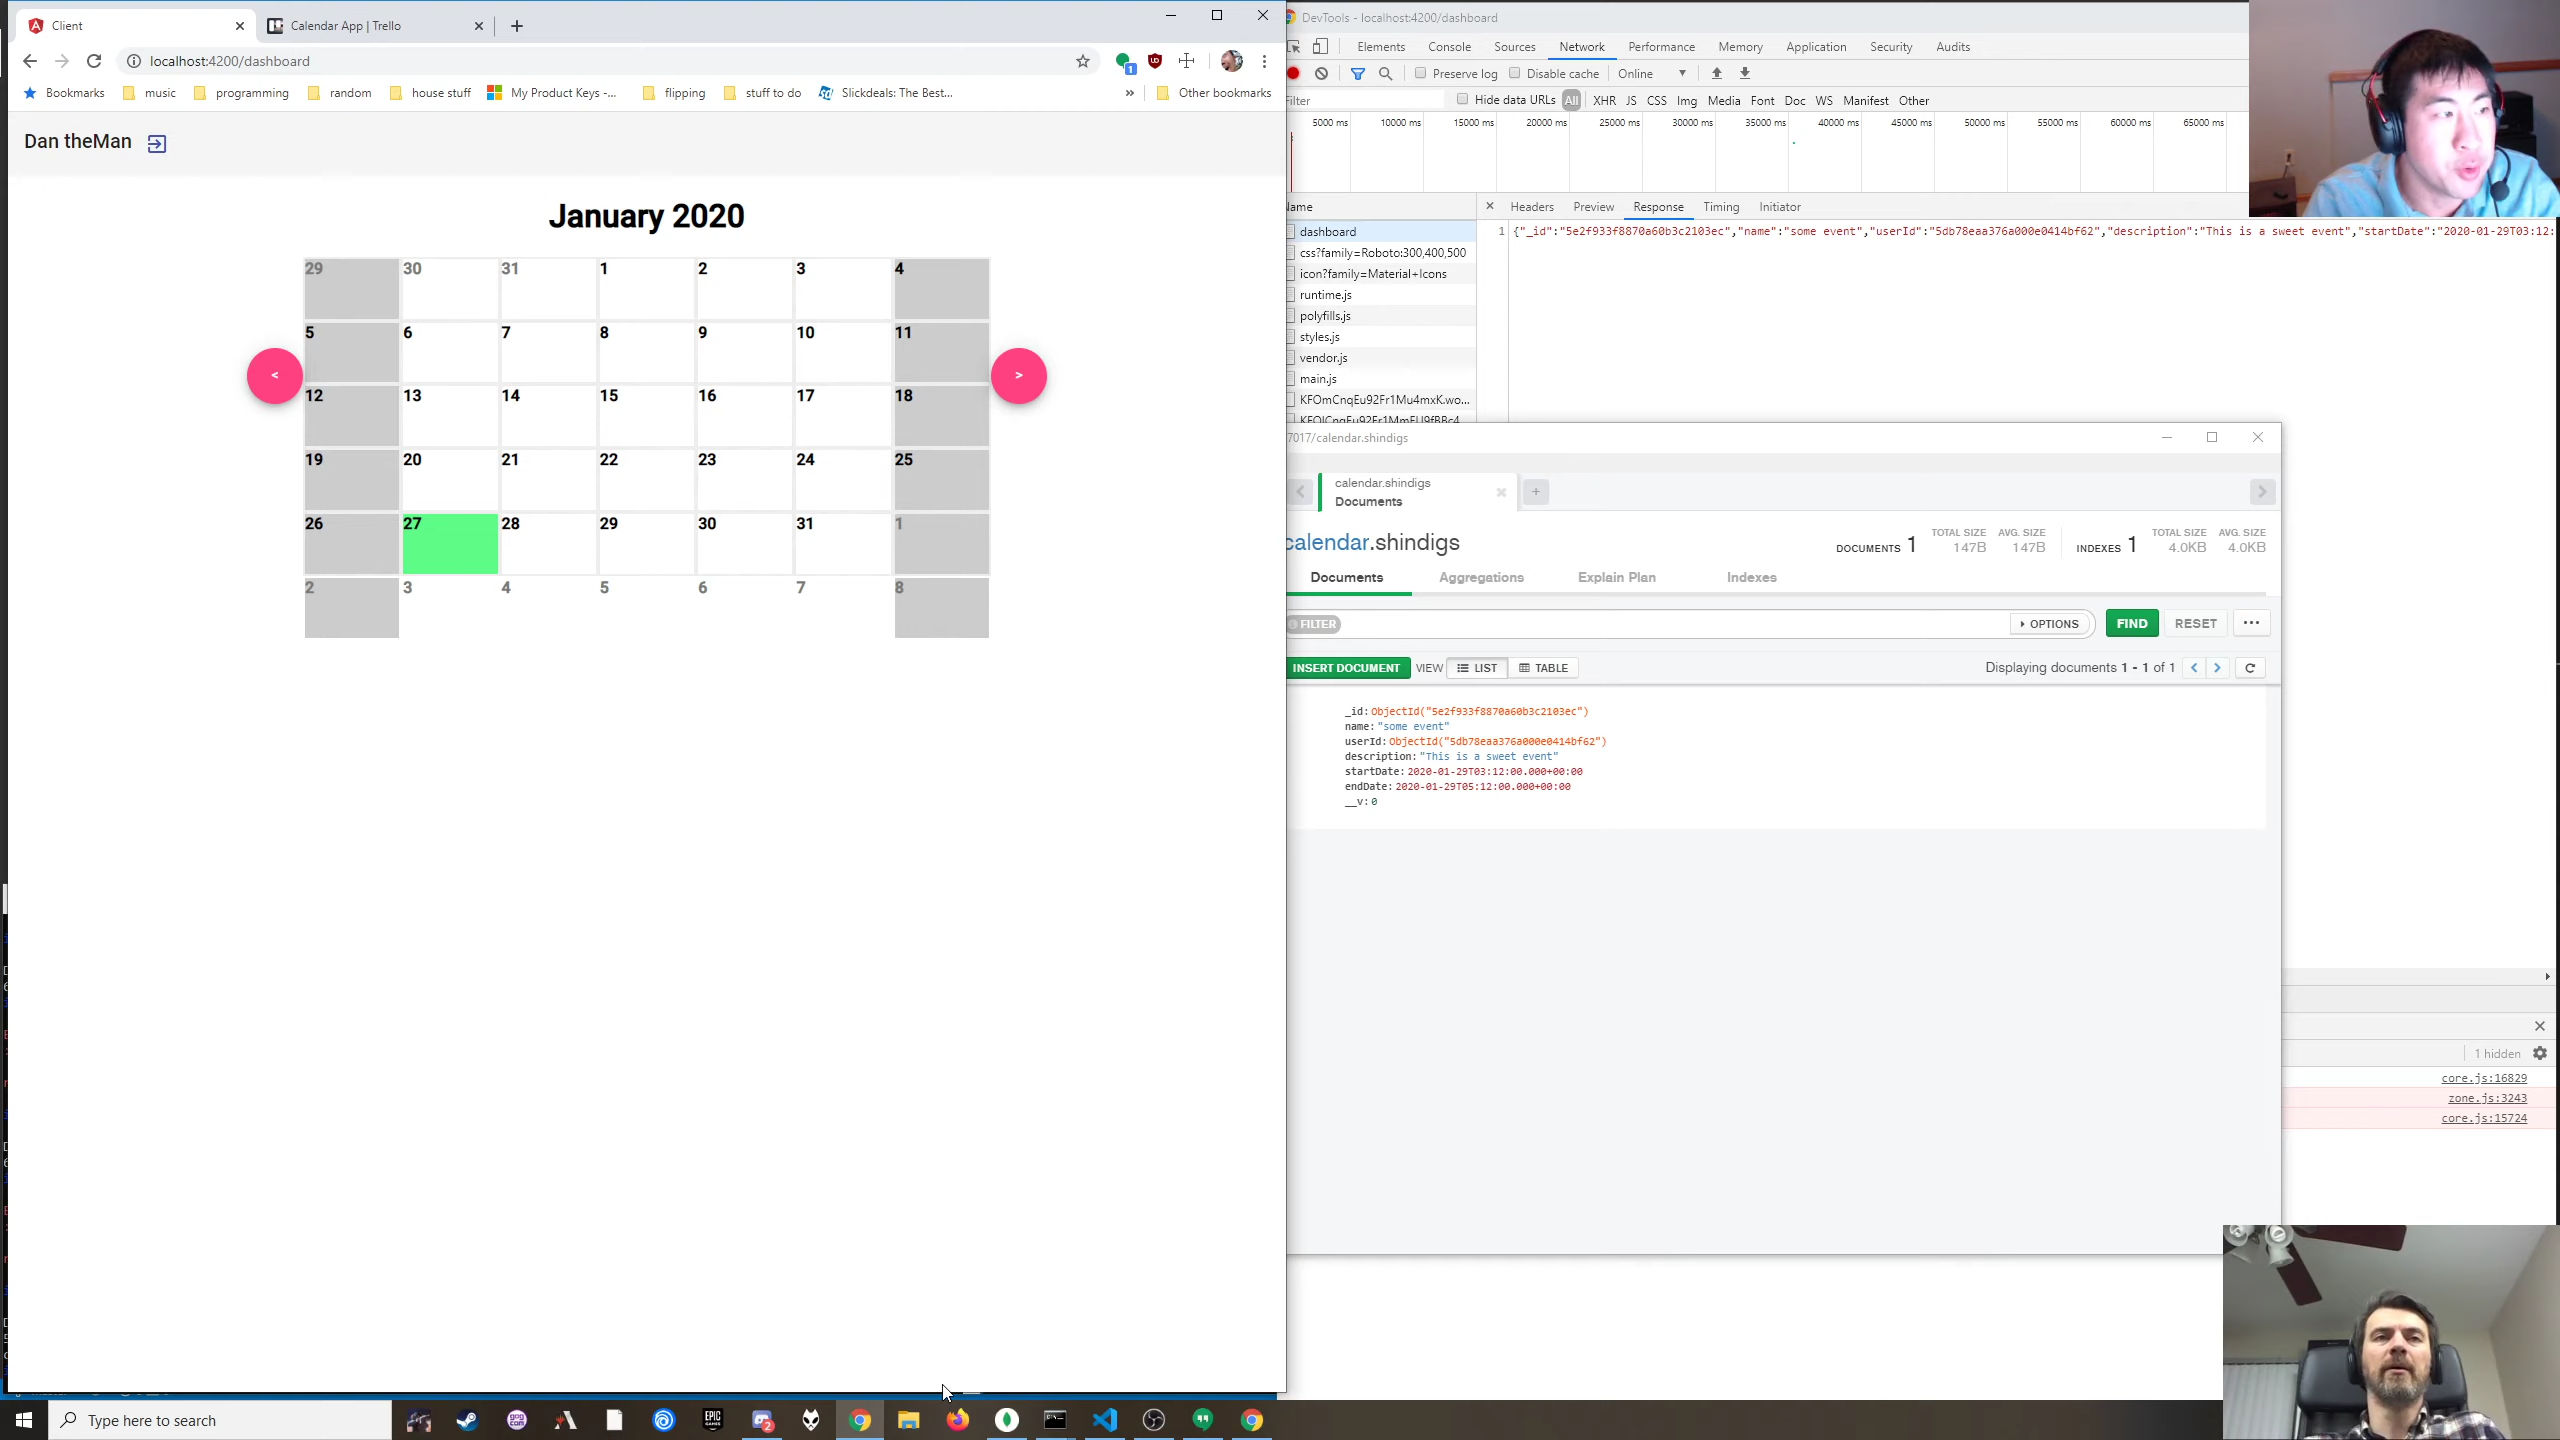 Client
Calendar App | Trello
localhost:4200/dashboard
Bookmarks music programming random house stuff My Product Keys -... flipping stuff to do Slickdeals: The Best... » Other bookmarks
Dan theMan
January 2020
29 30 31 1 2 3 4
5 6 7 8 9 10 11
< >
12 13 14 15 16 17 18
19 20 21 22 23 24 25
26 27 28 29 30 31 1
2 3 4 5 6 7 8
DevTools - localhost:4200/dashboard
Elements Console Sources Network Performance Memory Application Security Audits
Preserve log Disable cache Online
Filter Hide data URLs All XHR JS CSS Img Media Font Doc WS Manifest Other
5000 ms 10000 ms 15000 ms 20000 ms 25000 ms 30000 ms 35000 ms 40000 ms 45000 ms 50000 ms 55000 ms 60000 ms 65000 ms
Name × Headers Preview Response Timing Initiator
dashboard
css?family=Roboto:300,400,500
icon?family=Material+Icons
runtime.js
polyfills.js
styles.js
vendor.js
main.js
KFOmCnqEu92Fr1Mu4mxK.wo...
1 {"_id":"5e2f933f8870a60b3c2103ec","name":"some event","userId":"5db78eaa376a000e0414bf62","description":"This is a sweet event","startDate":"2020-01-29T03:12:
7017/calendar.shindigs
calendar.shindigs
Documents
calendar.shindigs
DOCUMENTS 1 TOTAL SIZE 147B AVG. SIZE 147B INDEXES 1 TOTAL SIZE 4.0KB AVG. SIZE 4.0KB
Documents Aggregations Explain Plan Indexes
FILTER OPTIONS FIND RESET ...
INSERT DOCUMENT VIEW LIST TABLE Displaying documents 1 - 1 of 1
_id: ObjectId("5e2f933f8870a60b3c2103ec")
name: "some event"
userId: ObjectId("5db78eaa376a000e0414bf62")
description: "This is a sweet event"
startDate: 2020-01-29T03:12:00.000+00:00
endDate: 2020-01-29T05:12:00.000+00:00
__v: 0
1 hidden
core.js:16829
zone.js:3243
core.js:15724
Type here to search
gog.com
EPIC GAMES
2